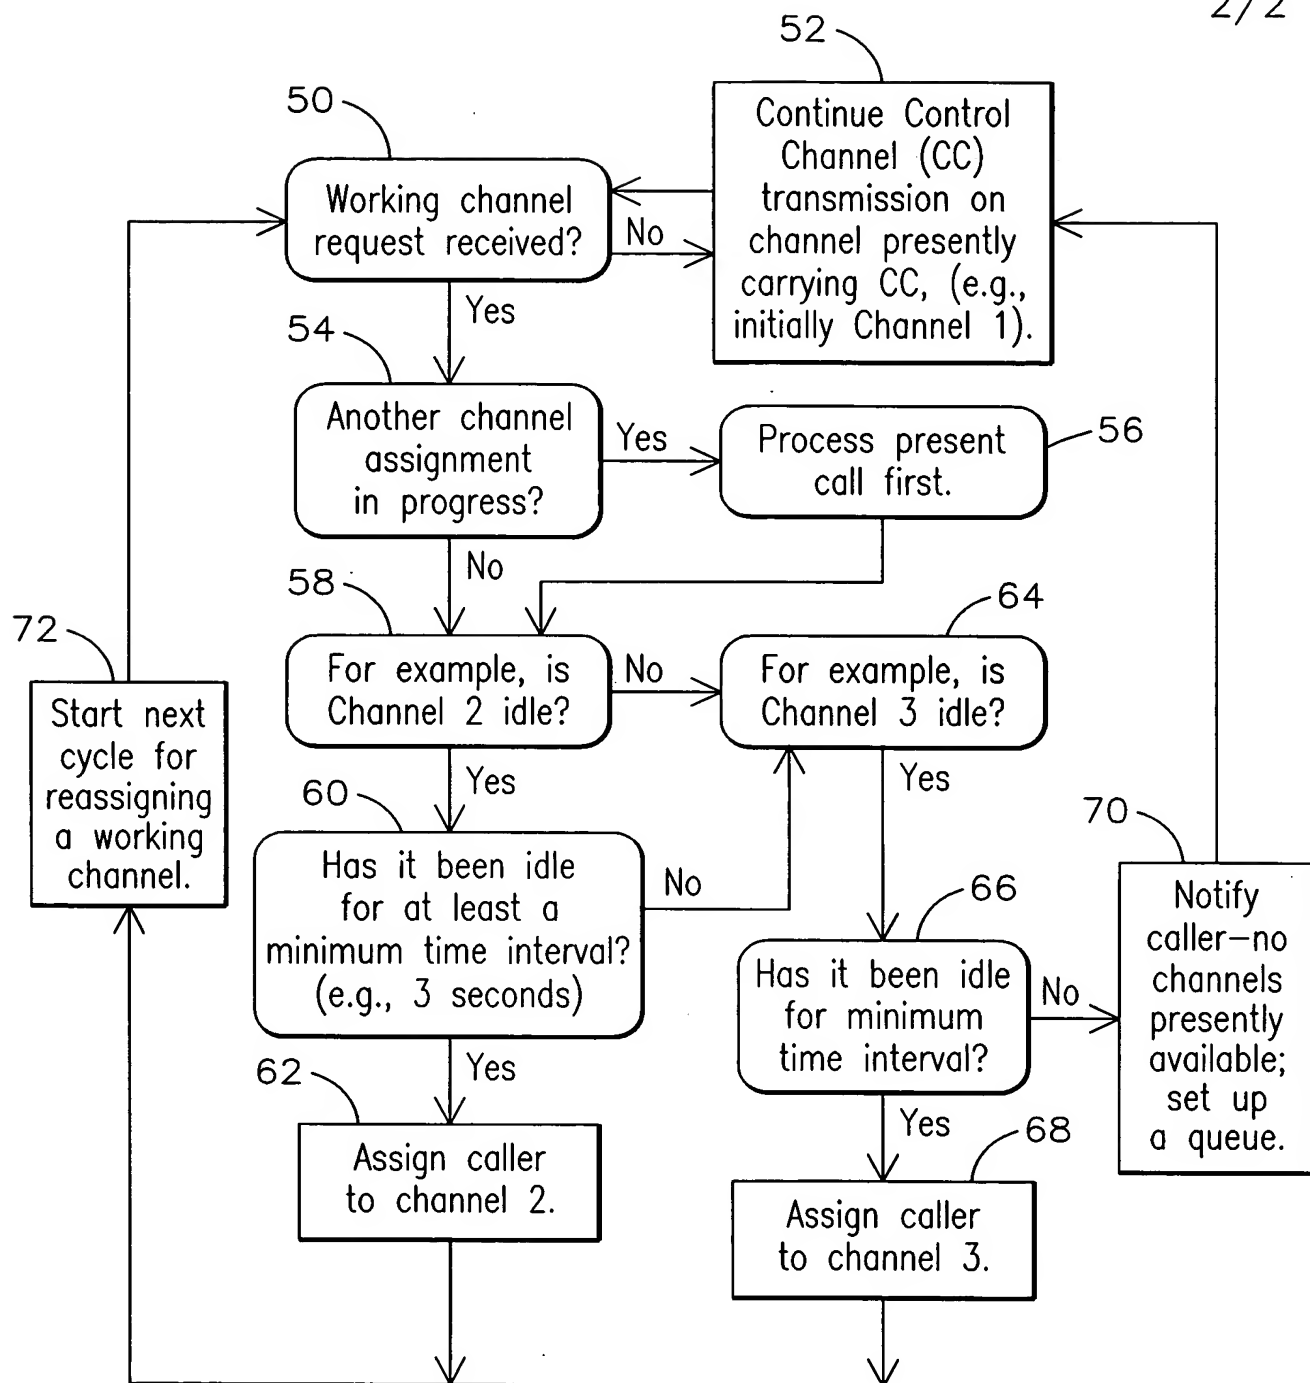 2/2
52
50
Continue Control
Channel (CC)
transmission on
channel presently
carrying CC, (e.g.,
initially Channel 1).
Working channel
request received?
No
Yes
54
Another channel
assignment
in progress?
Yes
Process present
call first.
56
No
58
64
72
For example, is
Channel 2 idle?
No
For example, is
Channel 3 idle?
Start next
cycle for
reassigning
a working
channel.
Yes
Yes
60
70
Has it been idle
for at least a
minimum time interval?
(e.g., 3 seconds)
No
66
Notify
caller–no
channels
presently
available;
set up
a queue.
Has it been idle
for minimum
time interval?
No
Yes
62
Yes
68
Assign caller
to channel 2.
Assign caller
to channel 3.